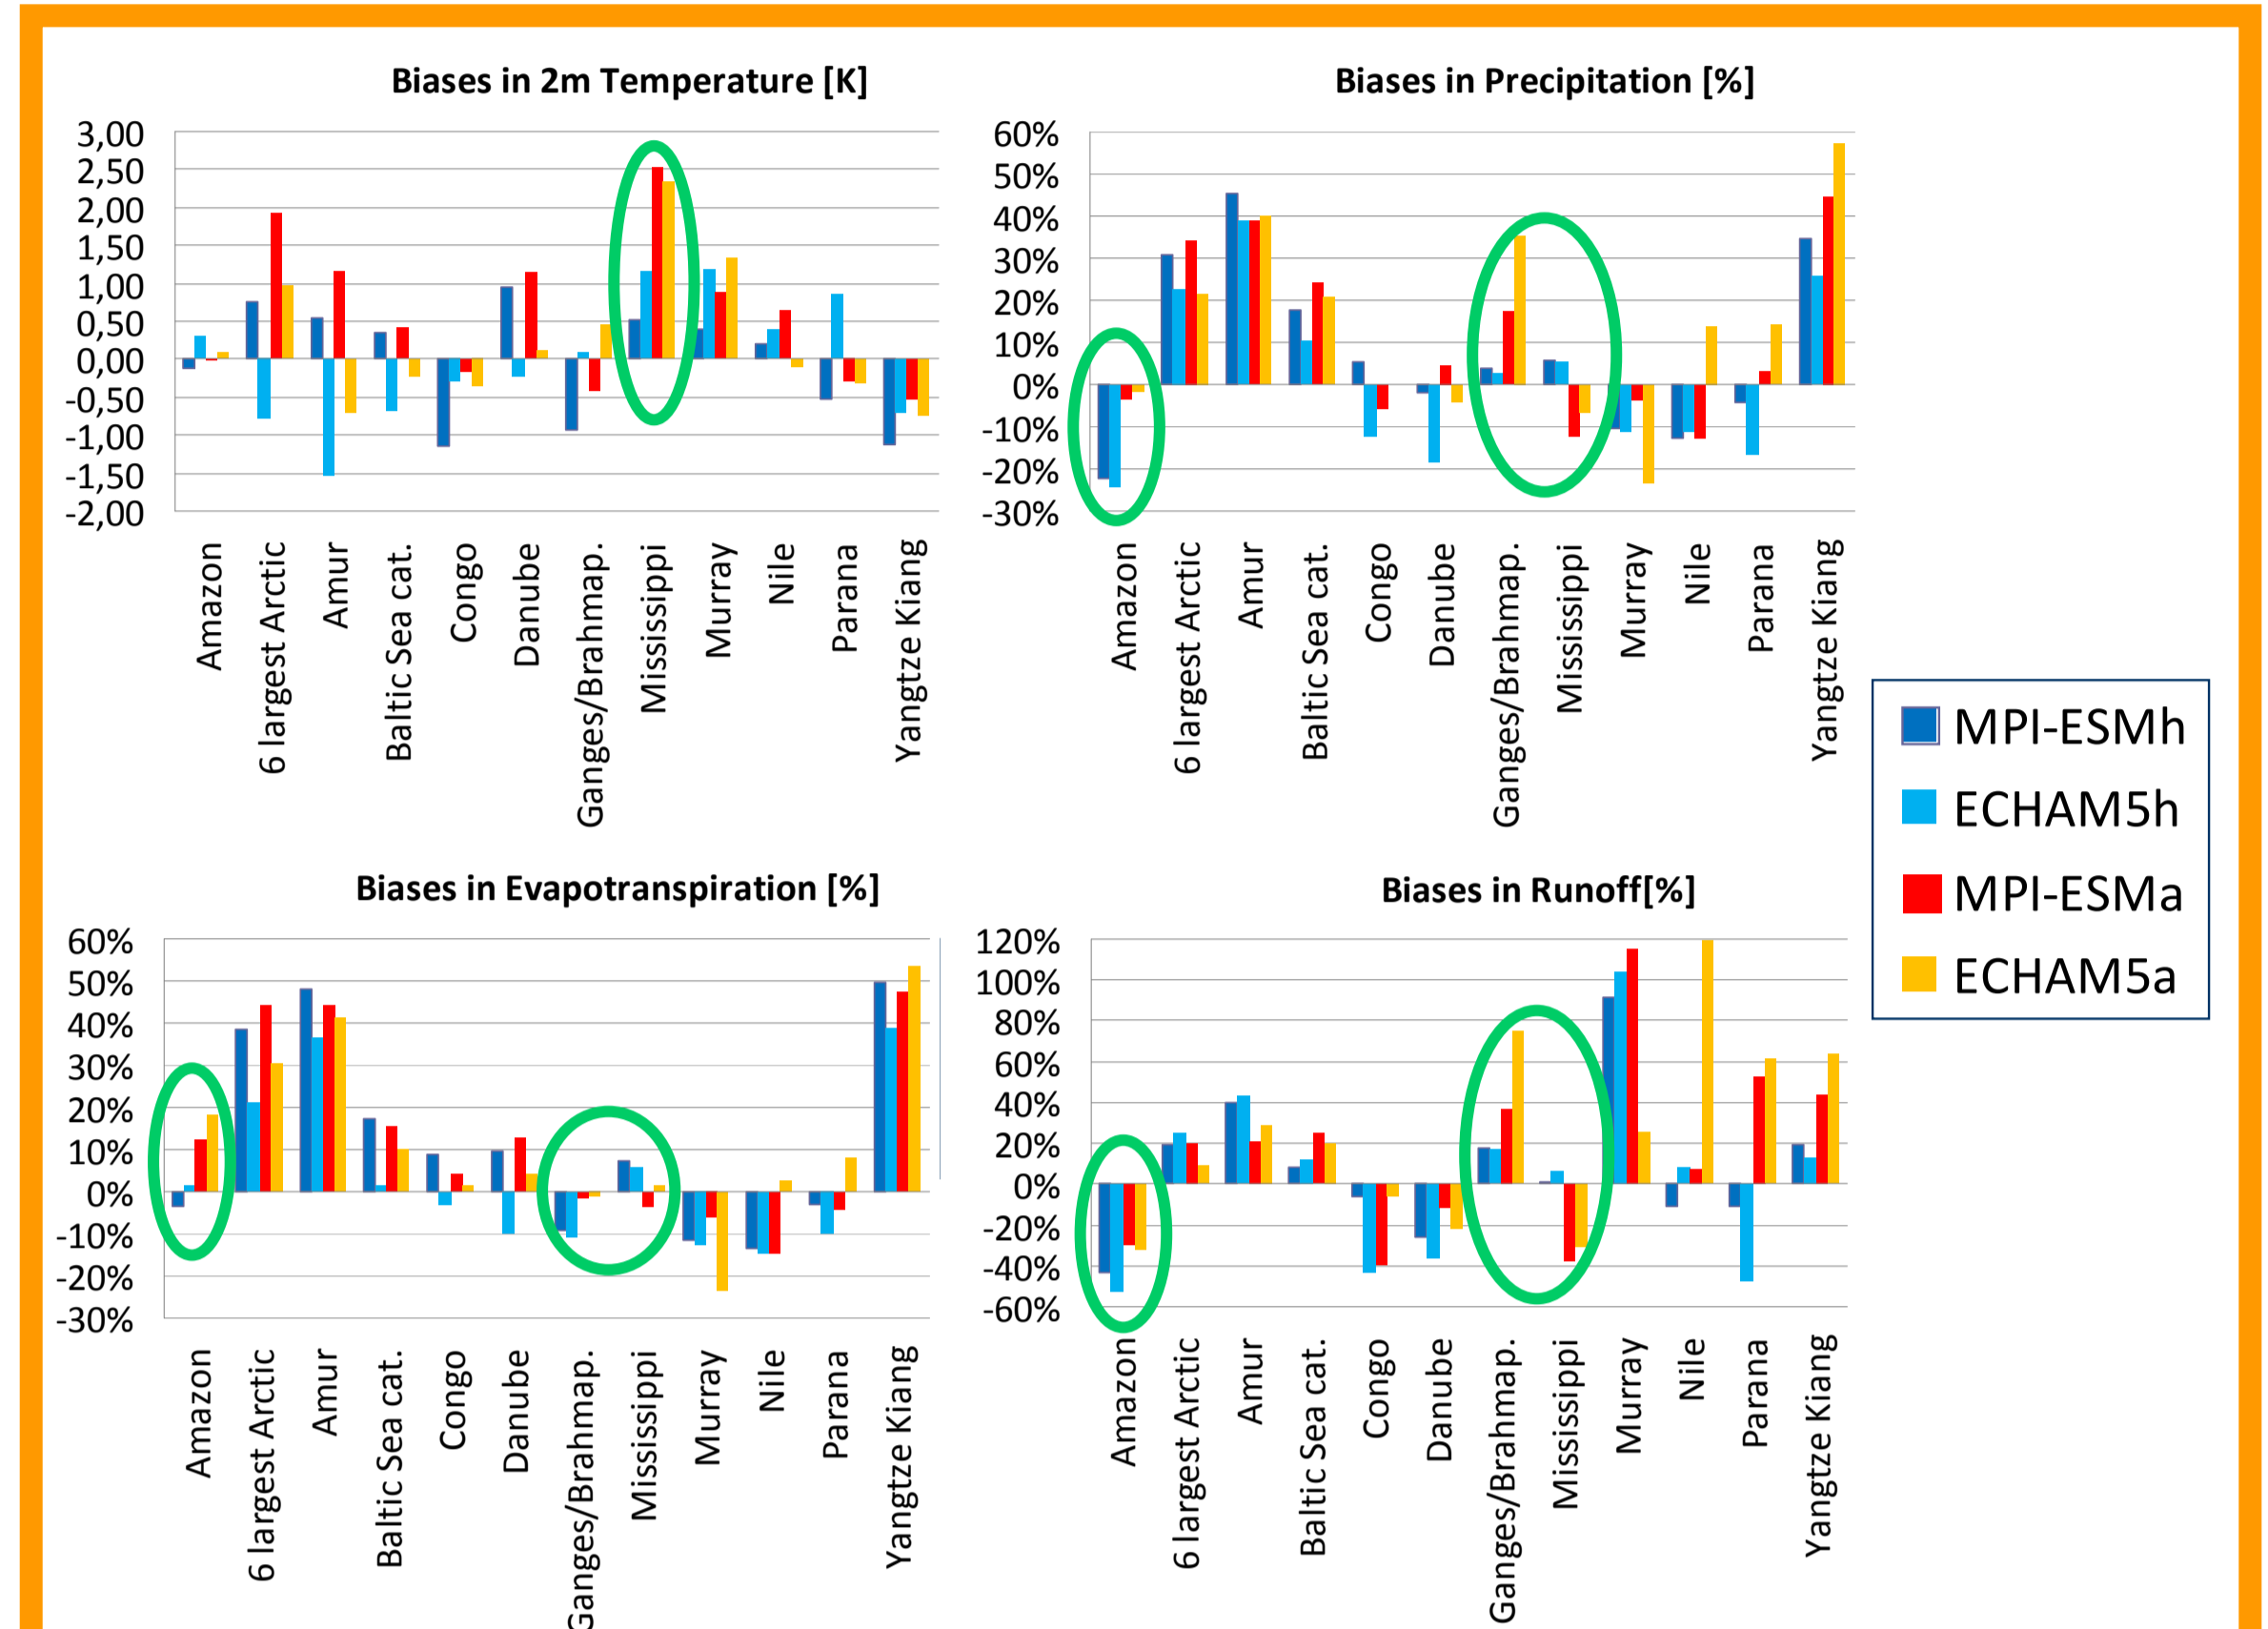 Biases in 2m Temperature [K]
3,00
2,50
2,00
1,50
1,00
0,50
0,00
-0,50
-1,00
-1,50
-2,00
Amazon
6 largest Arctic
Amur
Baltic Sea cat.
Congo
Danube
Ganges/Brahmap.
Mississippi
Murray
Nile
Parana
Yangtze Kiang
Biases in Precipitation [%]
60%
50%
40%
30%
20%
10%
0%
-10%
-20%
-30%
Amazon
6 largest Arctic
Amur
Baltic Sea cat.
Congo
Danube
Ganges/Brahmap.
Mississippi
Murray
Nile
Parana
Yangtze Kiang
MPI-ESMh
ECHAM5h
MPI-ESMa
ECHAM5a
Biases in Evapotranspiration [%]
60%
50%
40%
30%
20%
10%
0%
-10%
-20%
-30%
Amazon
6 largest Arctic
Amur
Baltic Sea cat.
Congo
Danube
Ganges/Brahmap.
Mississippi
Murray
Nile
Parana
Yangtze Kiang
Biases in Runoff[%]
120%
100%
80%
60%
40%
20%
0%
-20%
-40%
-60%
Amazon
6 largest Arctic
Amur
Baltic Sea cat.
Congo
Danube
Ganges/Brahmap.
Mississippi
Murray
Nile
Parana
Yangtze Kiang